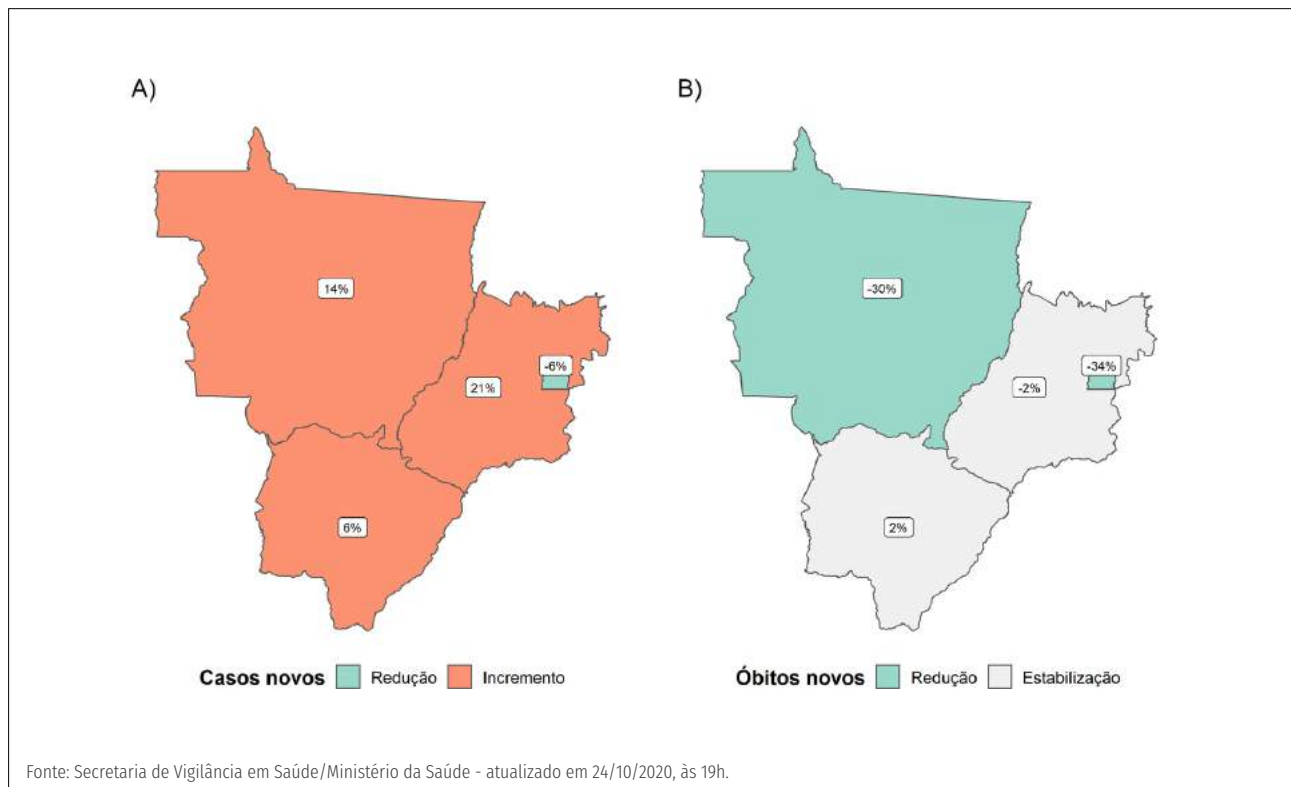 A)
14%
-6%
21%
6%
Casos novos Redução Incremento
B)
-30%
-34%
-2%
2%
Óbitos novos Redução Estabilização
Fonte: Secretaria de Vigilância em Saúde/Ministério da Saúde - atualizado em 24/10/2020, às 19h.